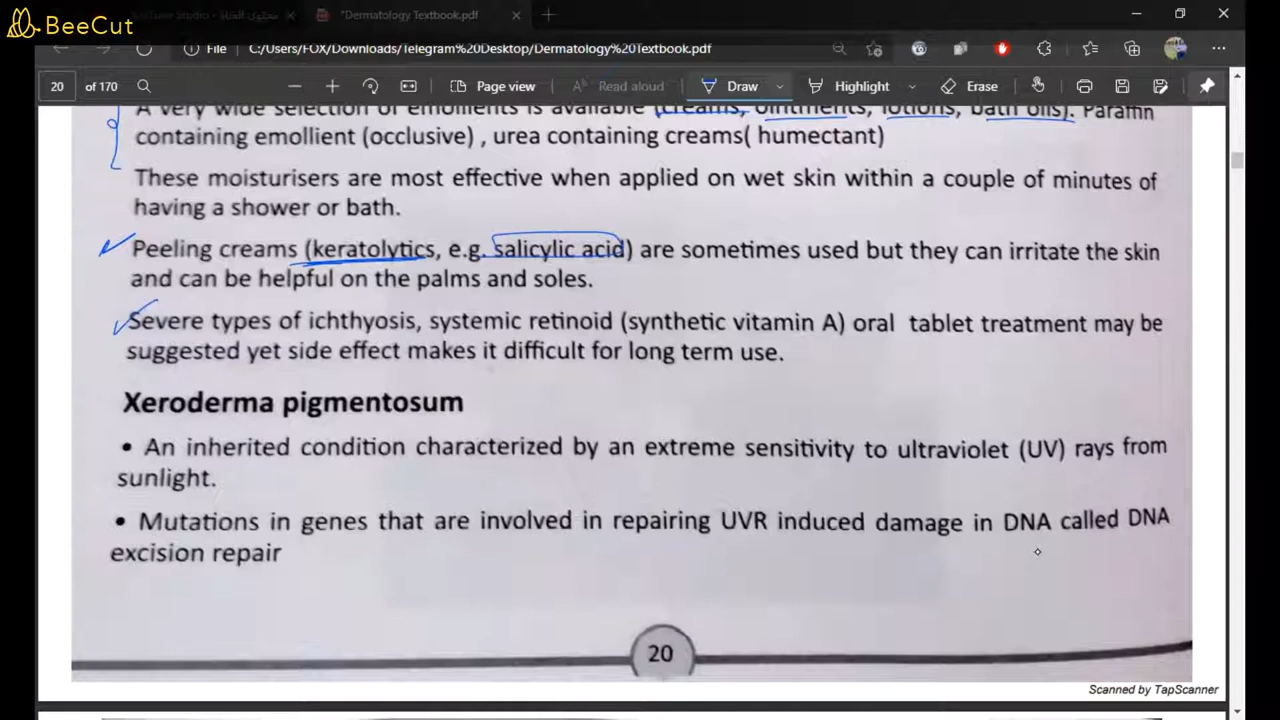 BeeCut
*Dermatology Textbook.pdf
File C:/Users/FOX/Downloads/Telegram%20Desktop/Dermatology%20Textbook.pdf
20 of 170 Page view Read aloud Draw Highlight Erase
A very wide selection of emollients is available (creams, ointments, lotions, bath oils). Paraffin
containing emollient (occlusive) , urea containing creams( humectant)
These moisturisers are most effective when applied on wet skin within a couple of minutes of
having a shower or bath.
Peeling creams (keratolytics, e.g. salicylic acid) are sometimes used but they can irritate the skin
and can be helpful on the palms and soles.
Severe types of ichthyosis, systemic retinoid (synthetic vitamin A) oral tablet treatment may be
suggested yet side effect makes it difficult for long term use.
Xeroderma pigmentosum
• An inherited condition characterized by an extreme sensitivity to ultraviolet (UV) rays from
sunlight.
• Mutations in genes that are involved in repairing UVR induced damage in DNA called DNA
excision repair
20
Scanned by TapScanner